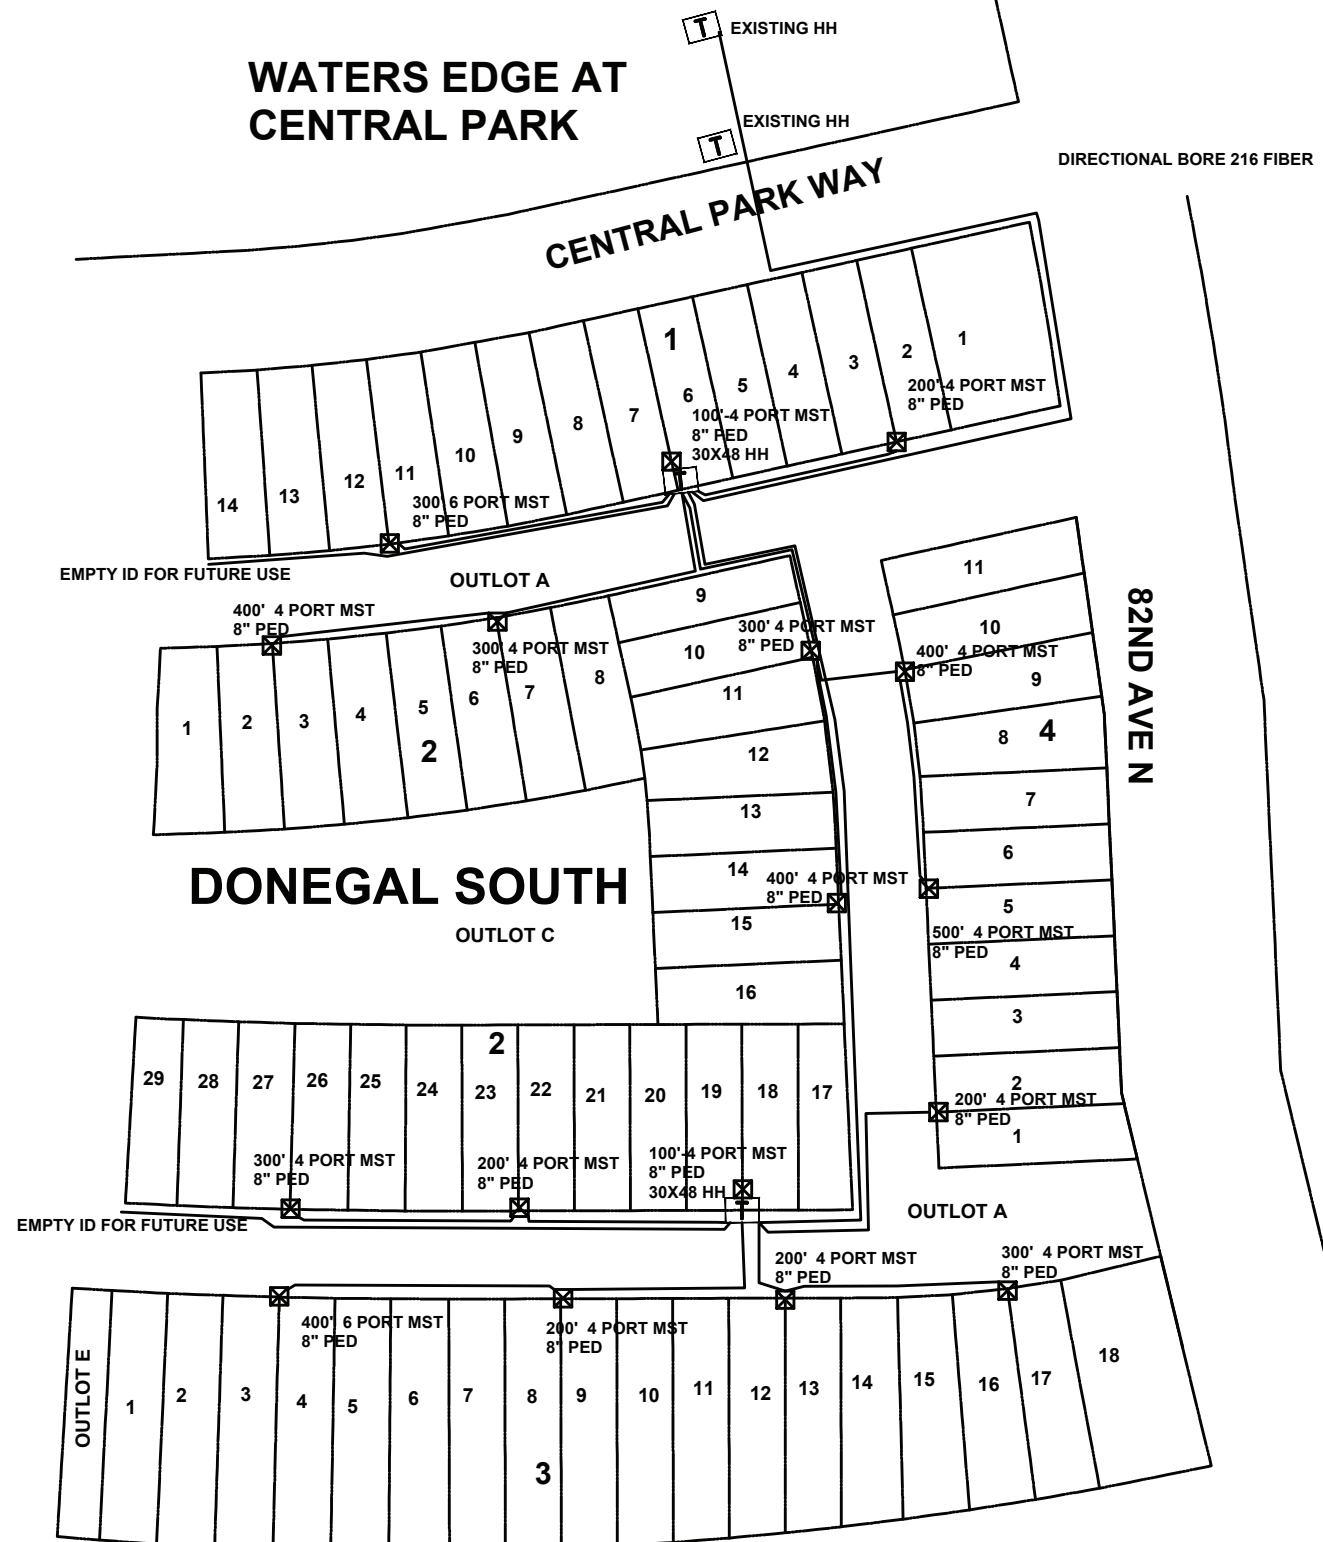 EXISTING HH
WATERS EDGE AT
CENTRAL PARK
T
EXISTING HH
T
DIRECTIONAL BORE 216 FIBER
CENTRAL PARK WAY
1
14
13
12
11
10
9
8
7
6
5
4
3
2
1
200'-4 PORT MST
8" PED
100'-4 PORT MST
8" PED
30X48 HH
T
300' 6 PORT MST
8" PED
EMPTY ID FOR FUTURE USE
OUTLOT A
400' 4 PORT MST
8" PED
300' 4 PORT MST
8" PED
1
2
3
4
5
6
7
8
2
9
10
11
12
13
14
15
16
300' 4 PORT MST
8" PED
400' 4 PORT MST
8" PED
400' 4 PORT MST
8" PED
11
10
9
8
4
7
6
5
4
3
2
1
500' 4 PORT MST
8" PED
200' 4 PORT MST
8" PED
82ND AVE N
DONEGAL SOUTH
OUTLOT C
2
29
28
27
26
25
24
23
22
21
20
19
18
17
300' 4 PORT MST
8" PED
200' 4 PORT MST
8" PED
100'-4 PORT MST
8" PED
30X48 HH
T
EMPTY ID FOR FUTURE USE
OUTLOT A
200' 4 PORT MST
8" PED
300' 4 PORT MST
8" PED
400' 6 PORT MST
8" PED
200' 4 PORT MST
8" PED
OUTLOT E
1
2
3
4
5
6
7
8
9
10
11
12
13
14
15
16
17
18
3